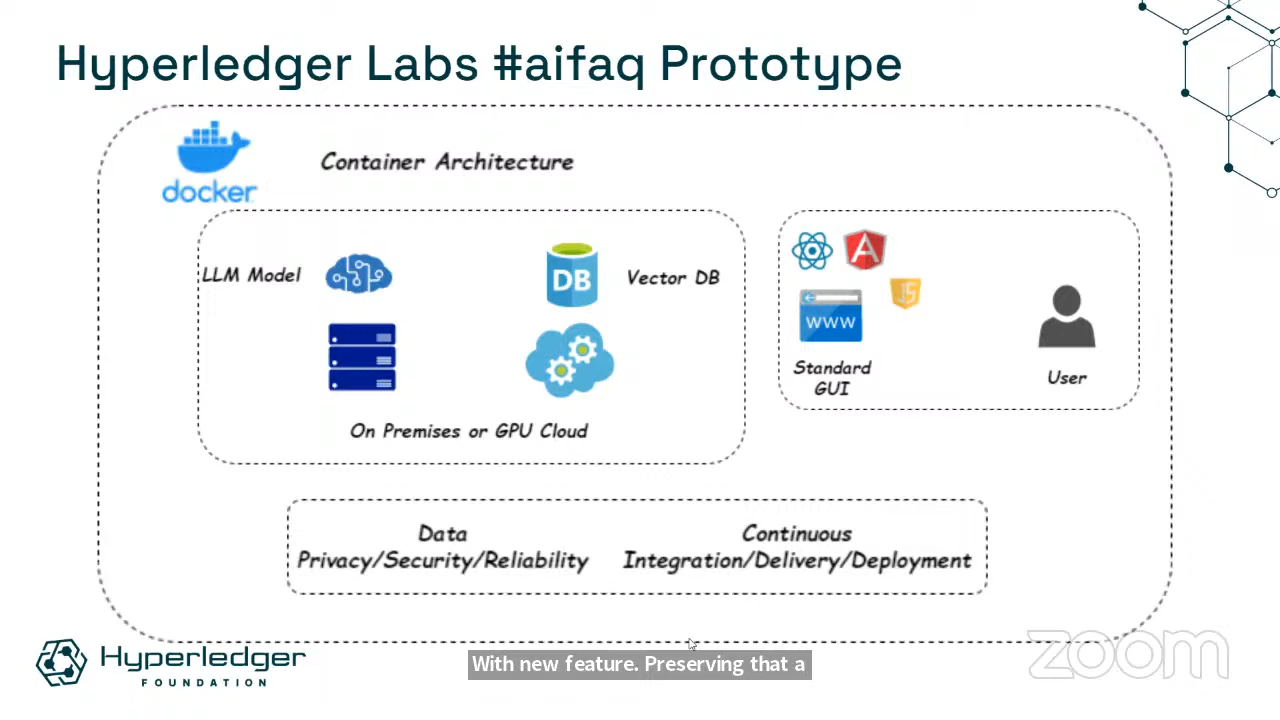 Hyperledger Labs #aifaq Prototype
docker
Container Architecture
LLM Model
DB
Vector DB
On Premises or GPU Cloud
JS
WWW
Standard
GUI
User
Data
Privacy/Security/Reliability
Continuous
Integration/Delivery/Deployment
Hyperledger
FOUNDATION
With new feature. Preserving that a
zoom